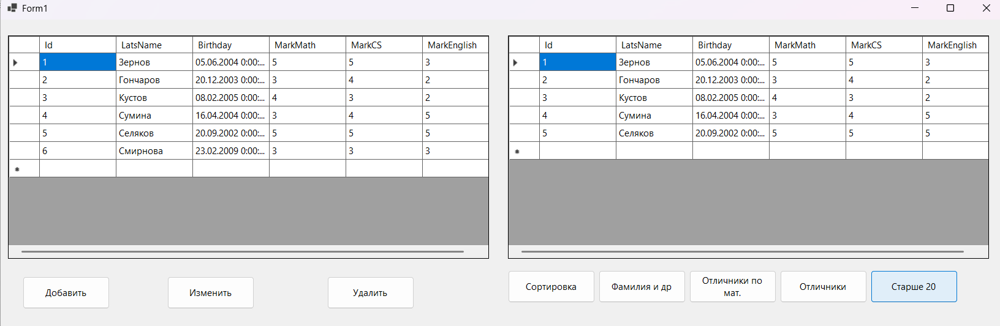 Form1
Id LatsName Birthday MarkMath MarkCS MarkEnglish
1 Зернов 05.06.2004 0:00:... 5 5 3
2 Гончаров 20.12.2003 0:00:... 3 4 2
3 Кустов 08.02.2005 0:00:... 4 3 2
4 Сумина 16.04.2004 0:00:... 3 4 5
5 Селяков 20.09.2002 0:00:... 5 5 5
6 Смирнова 23.02.2009 0:00:... 3 3 3
Добавить Изменить Удалить
Id LatsName Birthday MarkMath MarkCS MarkEnglish
1 Зернов 05.06.2004 0:00:... 5 5 3
2 Гончаров 20.12.2003 0:00:... 3 4 2
3 Кустов 08.02.2005 0:00:... 4 3 2
4 Сумина 16.04.2004 0:00:... 3 4 5
5 Селяков 20.09.2002 0:00:... 5 5 5
Сортировка Фамилия и др Отличники по
мат. Отличники Старше 20